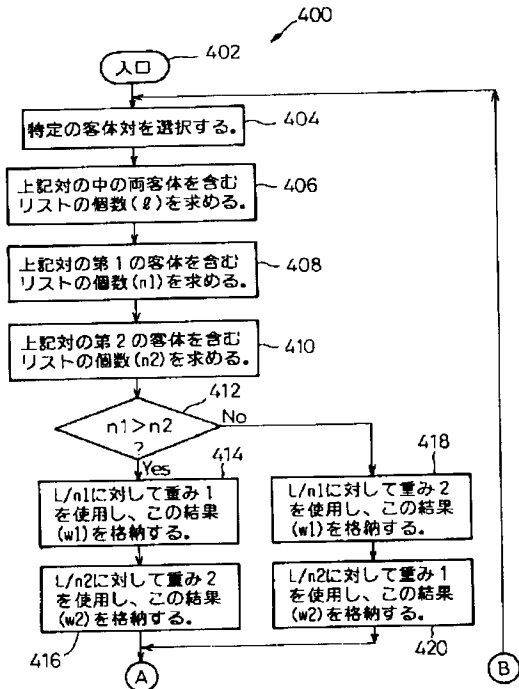 400
入口
402
特定の客体対を選択する。
404
上記対の中の両客体を含む
リストの個数(ℓ)を求める。
406
上記対の第1の客体を含む
リストの個数(n1)を求める。
408
上記対の第2の客体を含む
リストの個数(n2)を求める。
410
412
n1>n2
?
No
Yes
414
L/n1に対して重み1
を使用し、この結果
(w1)を格納する。
418
L/n1に対して重み2
を使用し、この結果
(w1)を格納する。
L/n2に対して重み2
を使用し、この結果
(w2)を格納する。
416
L/n2に対して重み1
を使用し、この結果
(w2)を格納する。
420
A
B